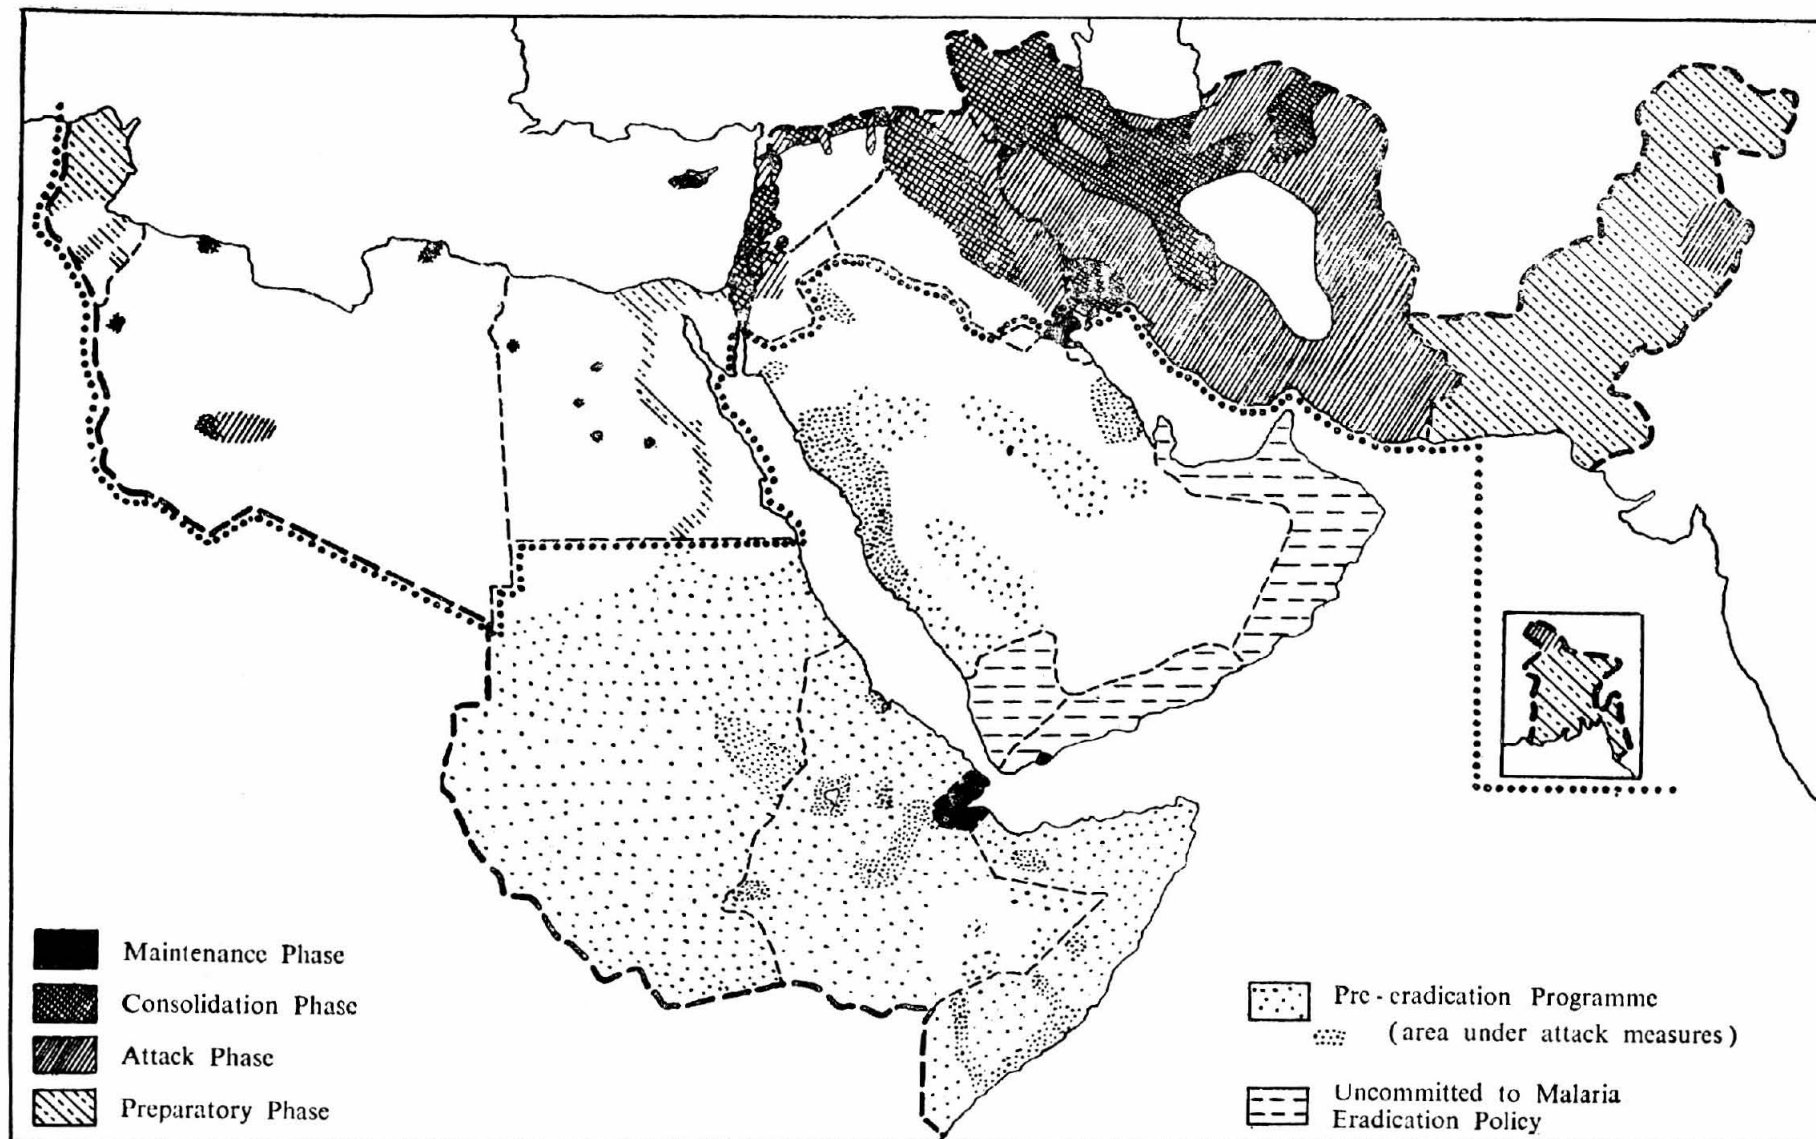 Maintenance Phase
Consolidation Phase
Attack Phase
Preparatory Phase
Pre-eradication Programme
(area under attack measures)
Uncommitted to Malaria
Eradication Policy